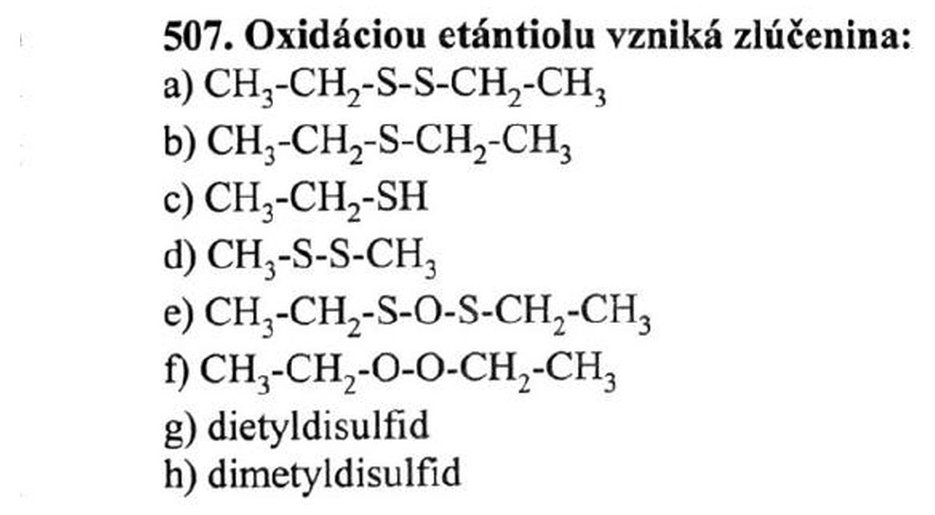 507. Oxidáciou etántiolu vzniká zlúčenina:
a) CH₃-CH₂-S-S-CH₂-CH₃
b) CH₃-CH₂-S-CH₂-CH₃
c) CH₃-CH₂-SH
d) CH₃-S-S-CH₃
e) CH₃-CH₂-S-O-S-CH₂-CH₃
f) CH₃-CH₂-O-O-CH₂-CH₃
g) dietyldisulfid
h) dimetyldisulfid